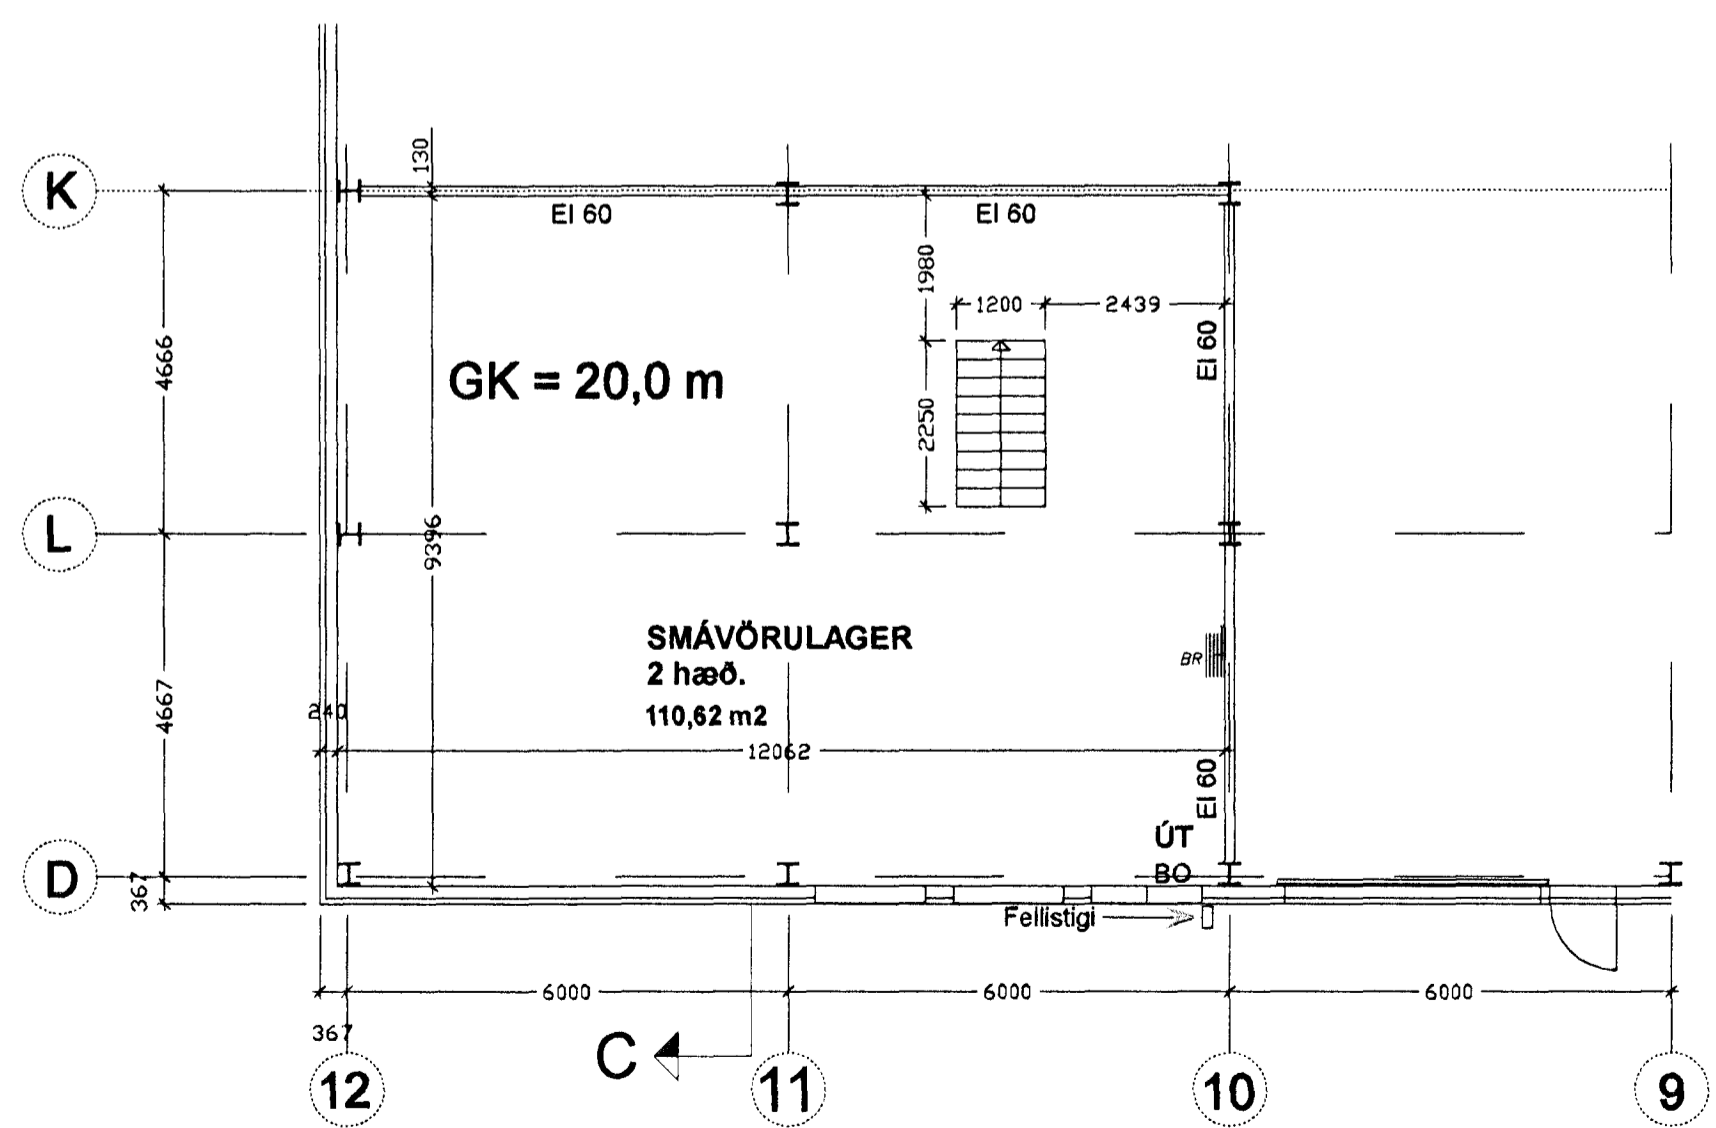 130
K
EI 60
EI 60
1980
1200
2439
EI 60
4666
GK = 20,0 m
2250
L
9396
SMÁVÖRULAGER
2 hæð.
BR
4667
110,62 m2
240
12062
EI 60
ÚT
BO
D
367
Fellistigi
6000
6000
6000
367
C
12
11
10
9